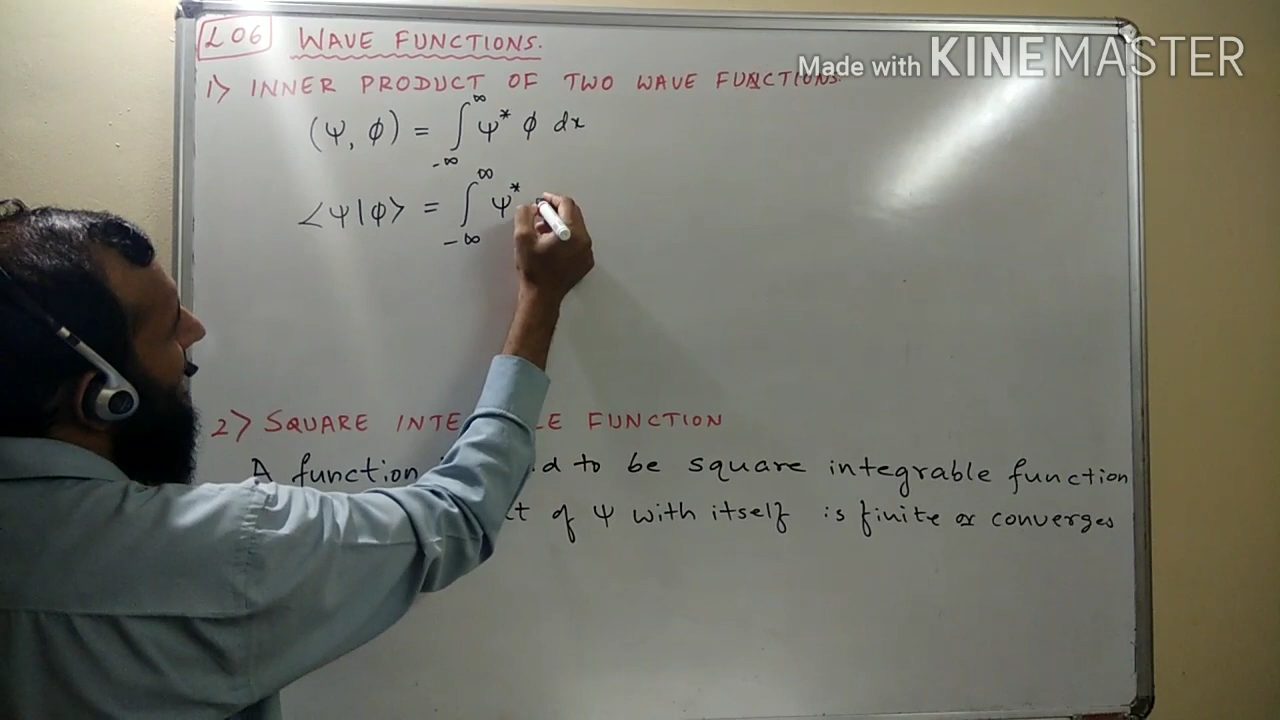 L06 WAVE FUNCTIONS.
Made with KINEMASTER
1) INNER PRODUCT OF TWO WAVE FUNCTIONS.
(Ψ, φ) = ∫_{-∞}^{∞} Ψ* φ dx
<Ψ|φ> = ∫_{-∞}^{∞} Ψ*
2) SQUARE FUNCTION
A function to be square integrable function
of Ψ with itself is finite or converges